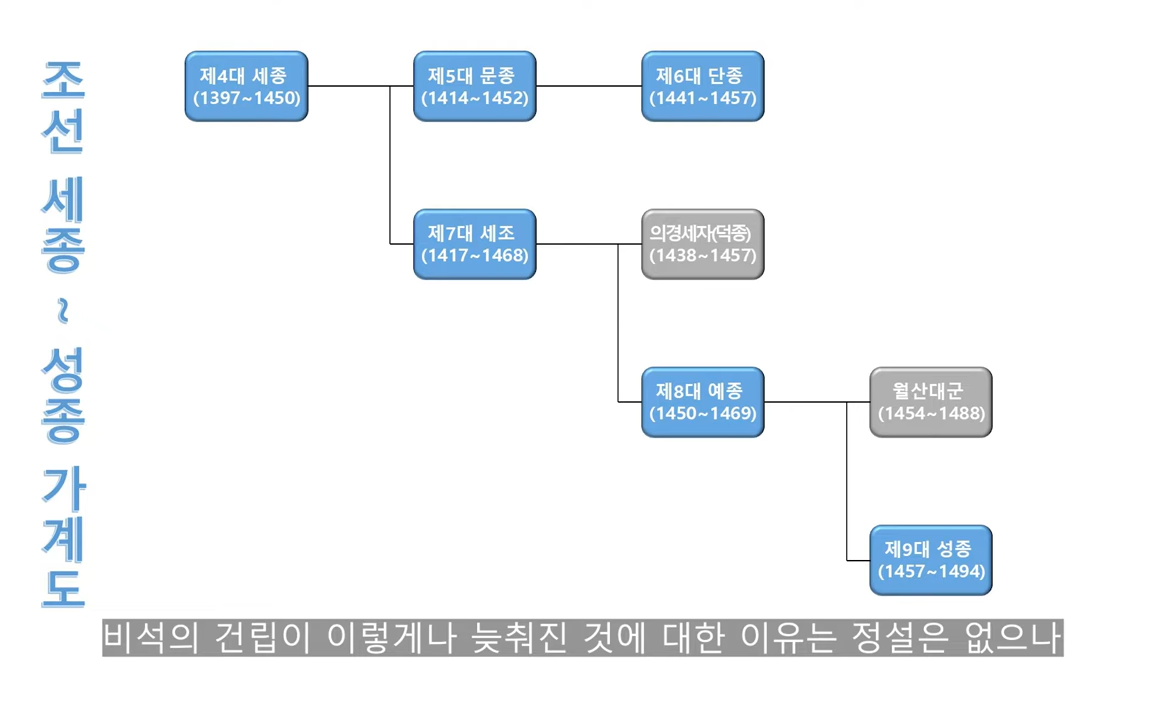 조선 세종 ~ 성종 가계도
제4대 세종
(1397~1450)
제5대 문종
(1414~1452)
제6대 단종
(1441~1457)
제7대 세조
(1417~1468)
의경세자(덕종)
(1438~1457)
제8대 예종
(1450~1469)
월산대군
(1454~1488)
제9대 성종
(1457~1494)
비석의 건립이 이렇게나 늦춰진 것에 대한 이유는 정설은 없으나